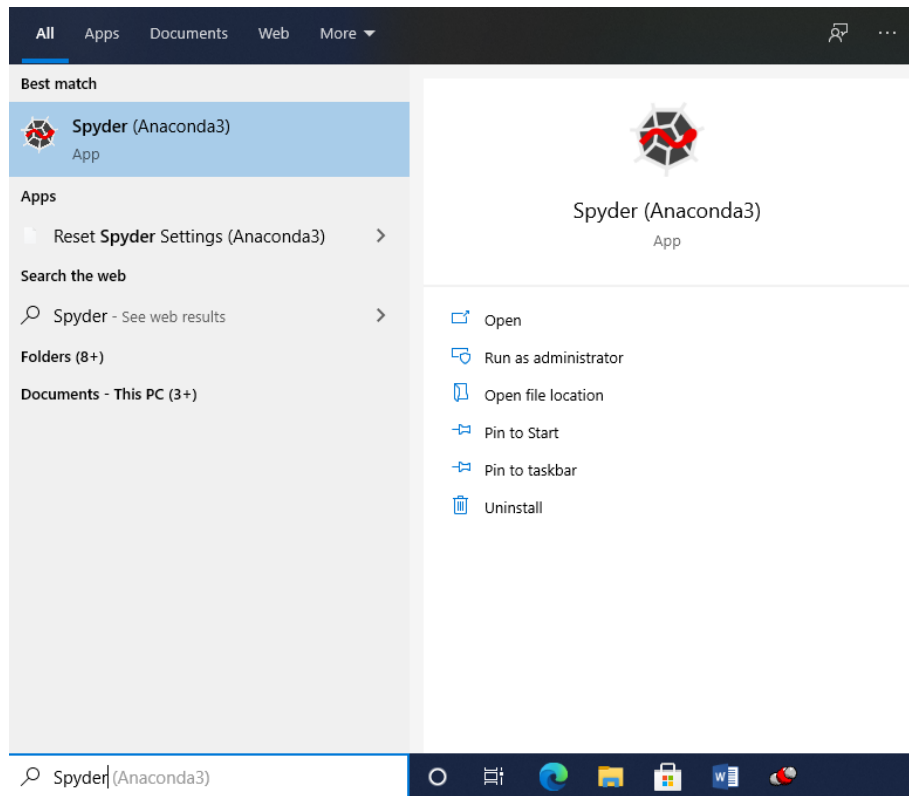 All Apps Documents Web More
Best match
Spyder (Anaconda3)
App
Apps
Reset Spyder Settings (Anaconda3)
Search the web
Spyder - See web results
Folders (8+)
Documents - This PC (3+)
Spyder (Anaconda3)
App
Open
Run as administrator
Open file location
Pin to Start
Pin to taskbar
Uninstall
Spyder (Anaconda3)